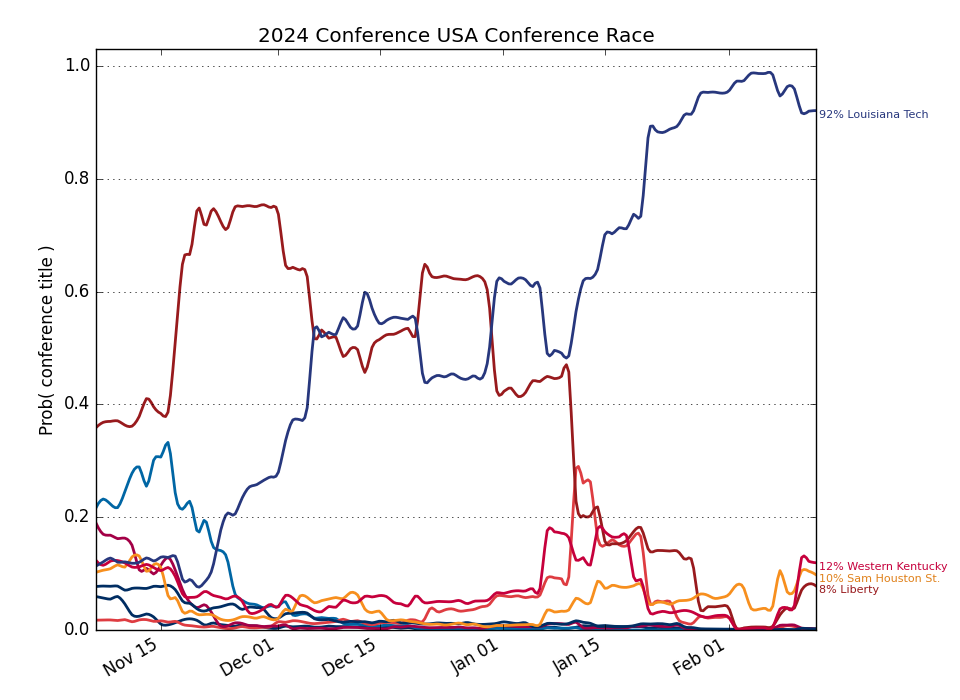 2024 Conference USA Conference Race
Prob( conference title )
1.0
0.8
0.6
0.4
0.2
0.0
Nov 15
Dec 01
Dec 15
Jan 01
Jan 15
Feb 01
92% Louisiana Tech
12% Western Kentucky
10% Sam Houston St.
8% Liberty